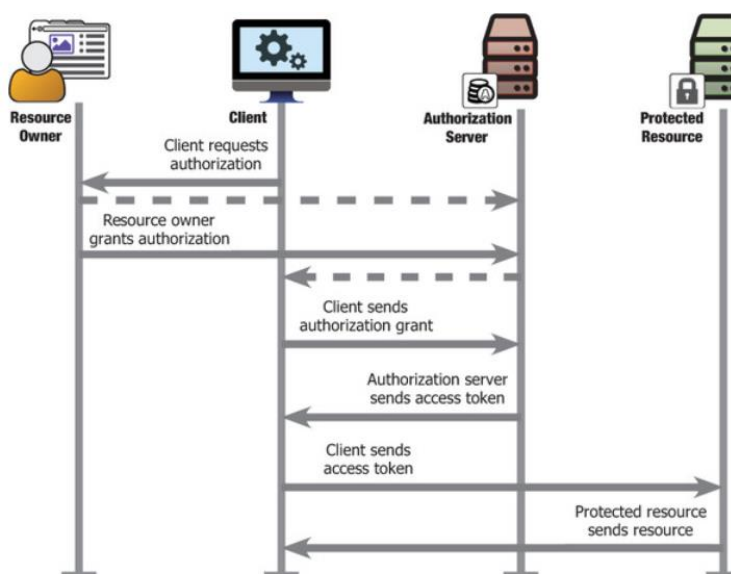 Resource
Owner
Client
Authorization
Server
Protected
Resource
Client requests
authorization
Resource owner
grants authorization
Client sends
authorization grant
Authorization server
sends access token
Client sends
access token
Protected resource
sends resource